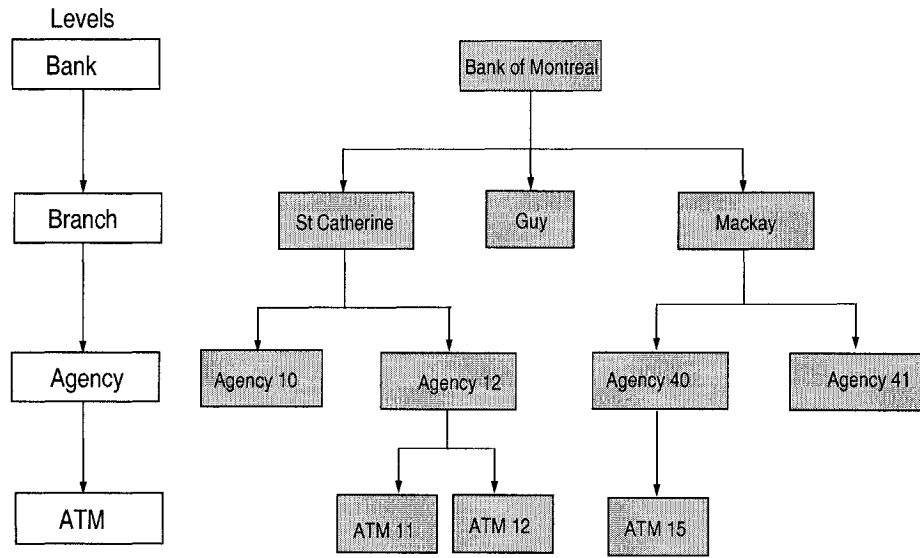 Levels
Bank
Bank of Montreal
Branch
St Catherine
Guy
Mackay
Agency
Agency 10
Agency 12
Agency 40
Agency 41
ATM
ATM 11
ATM 12
ATM 15